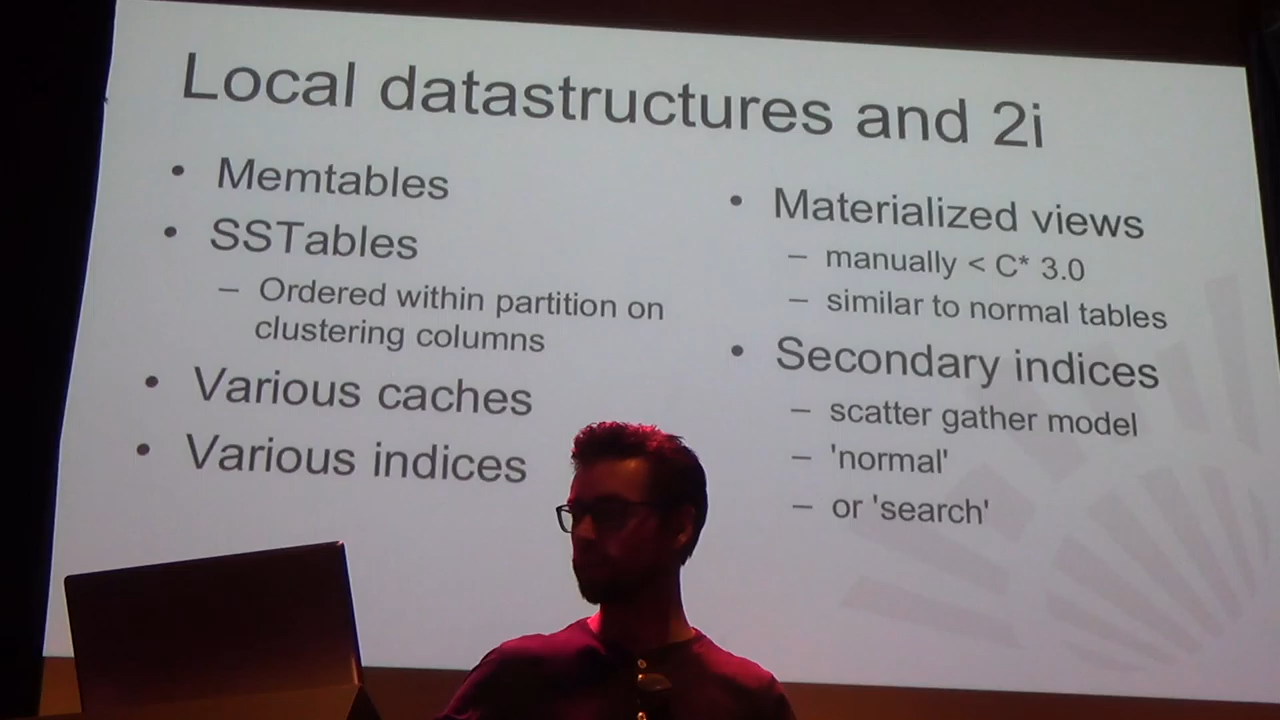 Local datastructures and 2i
• Memtables
• SSTables
– Ordered within partition on
clustering columns
• Various caches
• Various indices
• Materialized views
– manually < C* 3.0
– similar to normal tables
• Secondary indices
– scatter gather model
– 'normal'
– or 'search'